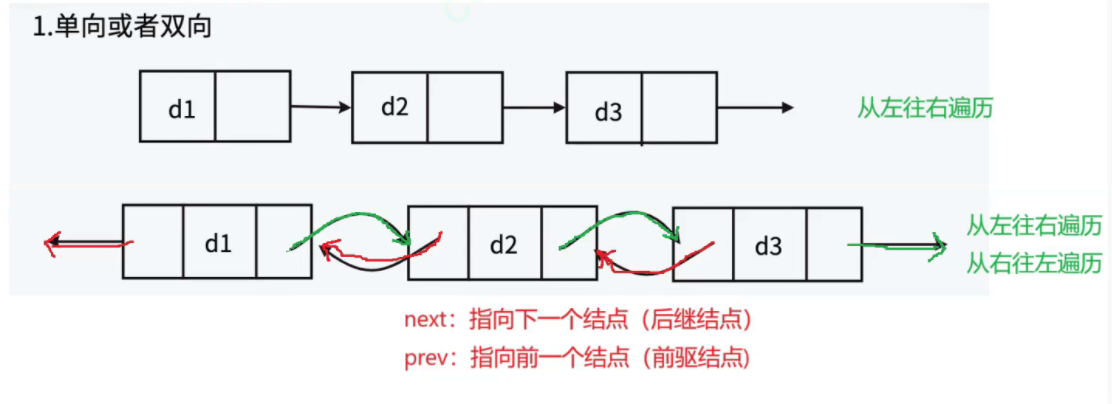 1.单向或者双向
d1 d2 d3 从左往右遍历
d1 d2 d3 从左往右遍历
从右往左遍历
next：指向下一个结点（后继结点）
prev：指向前一个结点（前驱结点)